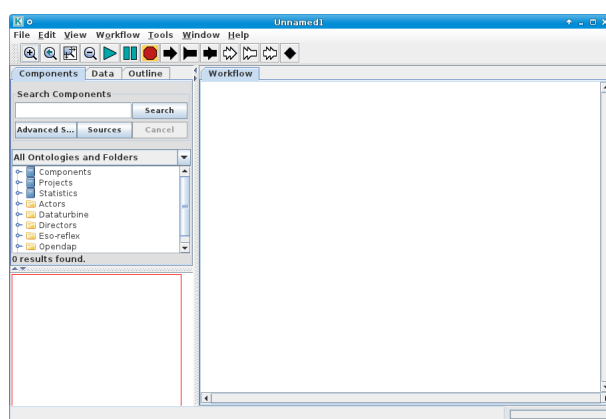 Unnamed1
File Edit View Workflow Tools Window Help
Components Data Outline
Workflow
Search Components
Search
Advanced S... Sources Cancel
All Ontologies and Folders
Components
Projects
Statistics
Actors
Dataturbine
Directors
Eso-reflex
Opendap
0 results found.